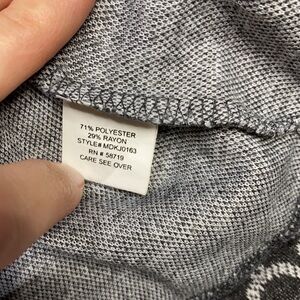 71% POLYESTER
29% RAYON
STYLE# MDKJ0163
RN # 58719
CARE SEE OVER